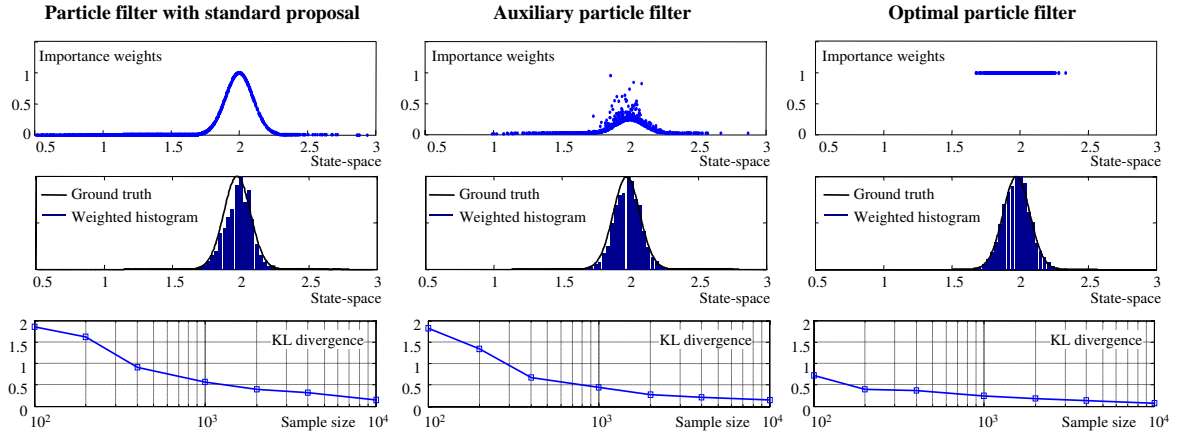 Particle filter with standard proposal
Importance weights
1
0.5
0
0.5 1 1.5 2 2.5 3
State-space
Ground truth
Weighted histogram
0.5 1 1.5 2 2.5 3
State-space
KL divergence
2
1.5
1
0.5
0
10² 10³ Sample size 10⁴
Auxiliary particle filter
Importance weights
1
0.5
0
0.5 1 1.5 2 2.5 3
State-space
Ground truth
Weighted histogram
0.5 1 1.5 2 2.5 3
State-space
KL divergence
2
1.5
1
0.5
0
10² 10³ Sample size 10⁴
Optimal particle filter
Importance weights
1
0.5
0
0.5 1 1.5 2 2.5 3
State-space
Ground truth
Weighted histogram
0.5 1 1.5 2 2.5 3
State-space
KL divergence
2
1.5
1
0.5
0
10² 10³ Sample size 10⁴